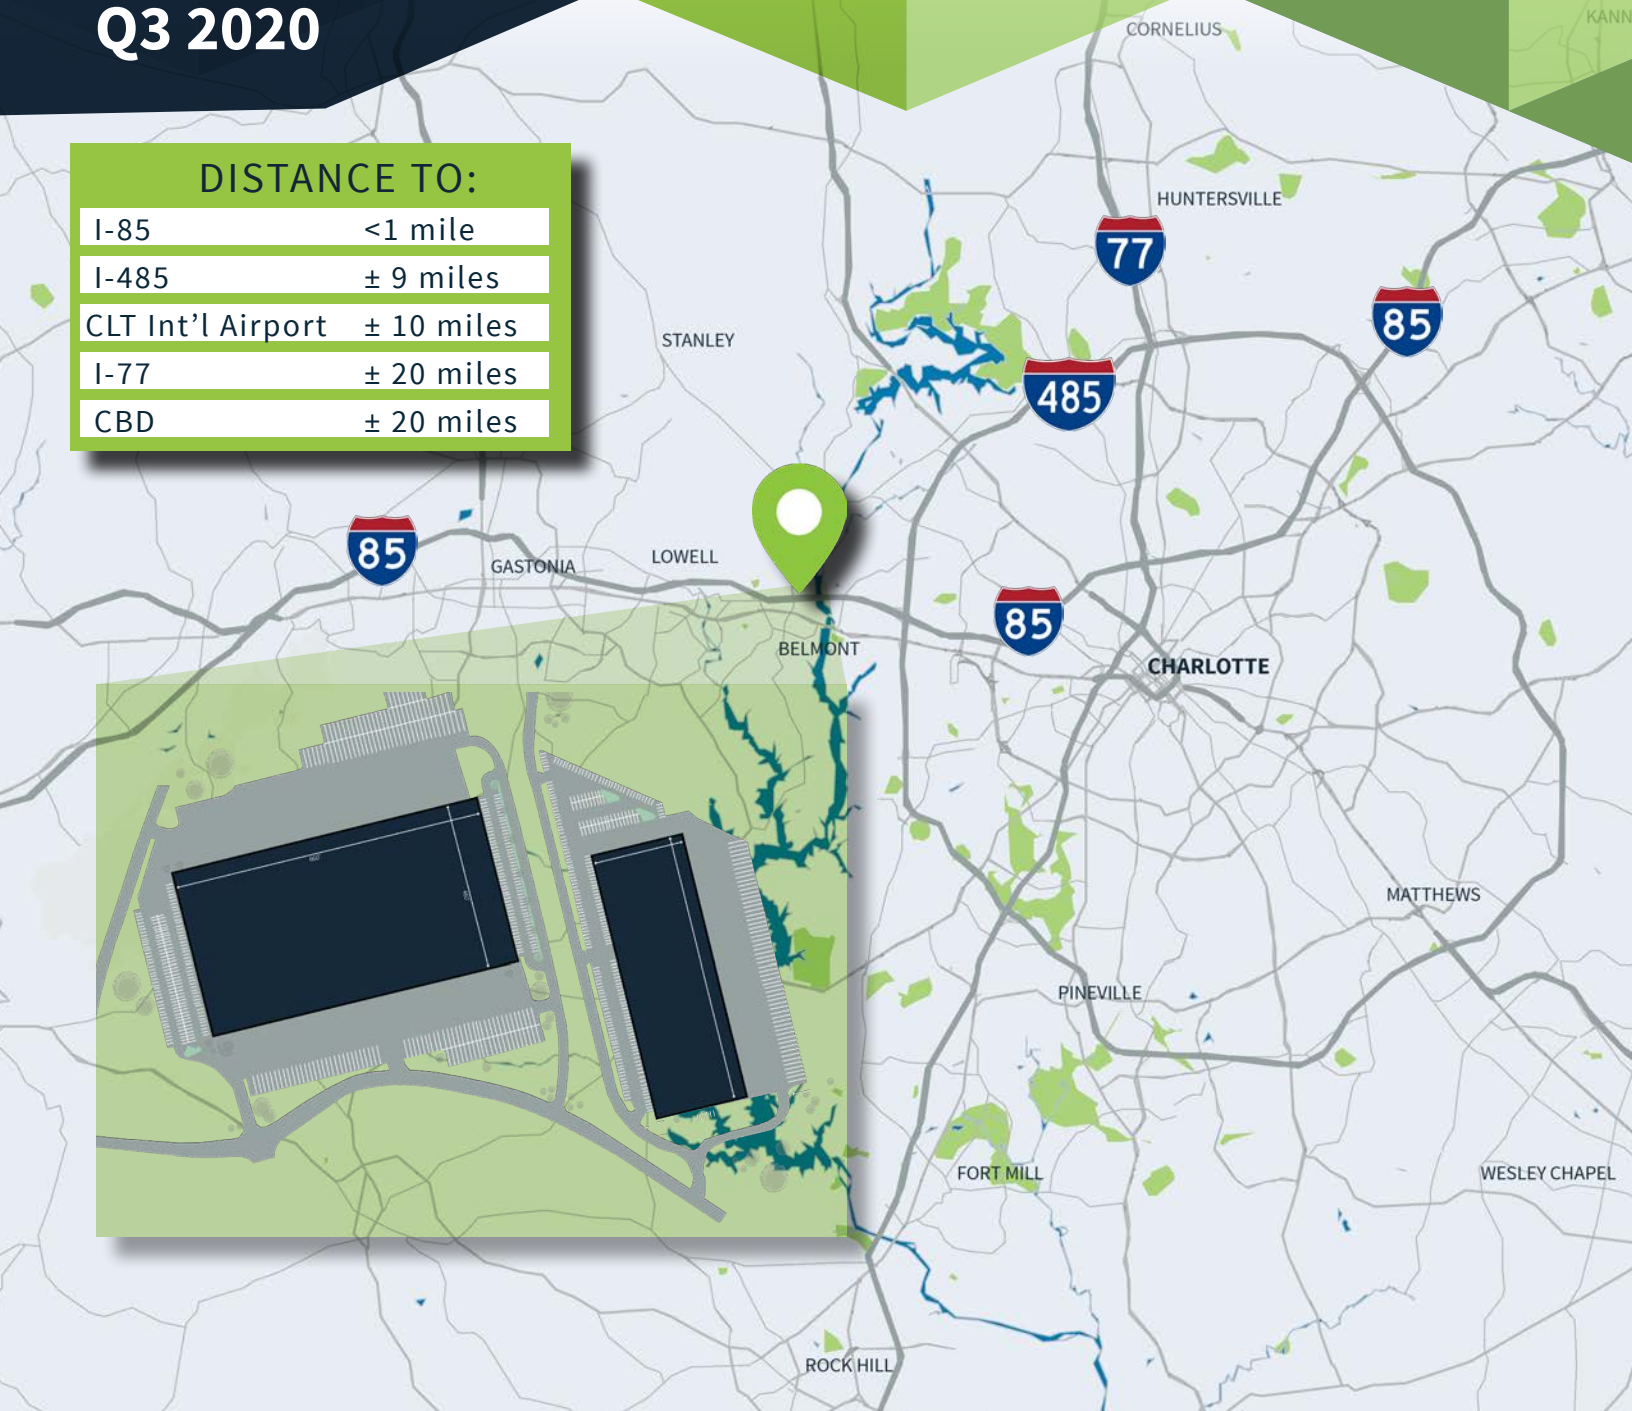 Q3 2020
CORNELIUS
DISTANCE TO:
I-85 <1 mile
I-485 ± 9 miles
CLT Int'l Airport ± 10 miles
I-77 ± 20 miles
CBD ± 20 miles
HUNTERSVILLE
77
85
STANLEY
485
85
GASTONIA
LOWELL
85
BELMONT
CHARLOTTE
MATTHEWS
PINEVILLE
FORT MILL
WESLEY CHAPEL
ROCK HILL